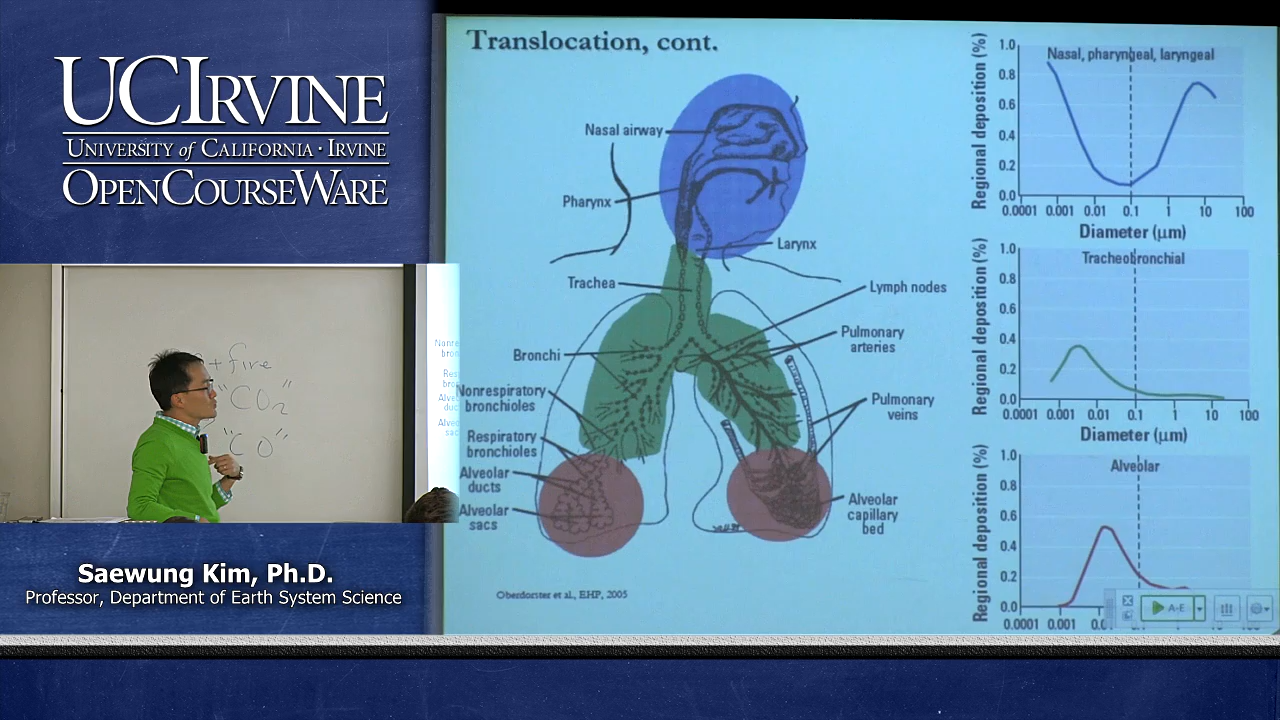 UCIRVINE
UNIVERSITY of CALIFORNIA · IRVINE
OPENCOURSEWARE
+ fire
"CO2"
"CO"
Saewung Kim, Ph.D.
Professor, Department of Earth System Science
Translocation, cont.
Nasal airway
Pharynx
Larynx
Trachea
Lymph nodes
Pulmonary
arteries
Bronchi
Nonrespiratory
bronchioles
Pulmonary
veins
Respiratory
bronchioles
Alveolar
ducts
Alveolar
sacs
Alveolar
capillary
bed
Oberdorster et al., EHP, 2005
Regional deposition (%)
Nasal, pharyngeal, laryngeal
1.0
0.8
0.6
0.4
0.2
0.0
0.0001 0.001 0.01 0.1 1 10 100
Diameter (μm)
Regional deposition (%)
Tracheobronchial
1.0
0.8
0.6
0.4
0.2
0.0
0.0001 0.001 0.01 0.1 1 10 100
Diameter (μm)
Regional deposition (%)
Alveolar
1.0
0.8
0.6
0.4
0.2
0.0
0.0001 0.001
A-E